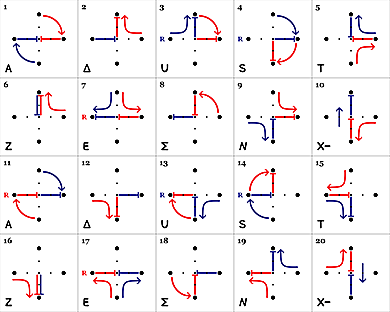 1 2 3 4 5
R R
A Δ U S T
6 7 8 9 10
R
Z E Σ N X–
11 12 13 14 15
R R
A Δ U S T
16 17 18 19 20
R R
Z E Σ N X–